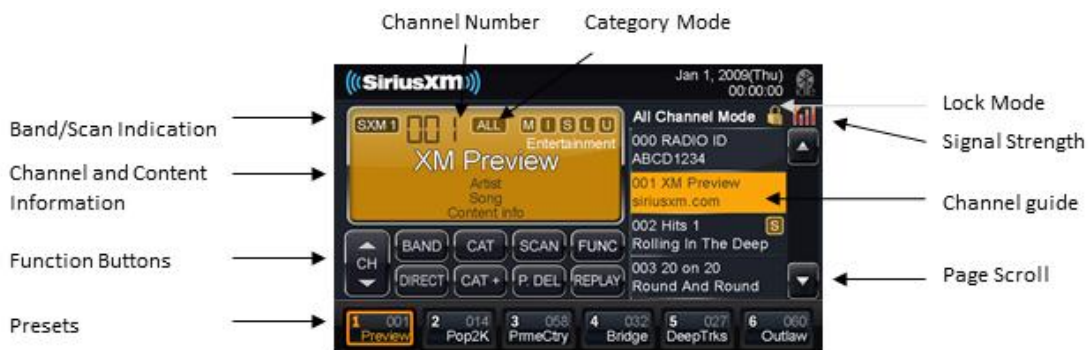 Channel Number
Category Mode
Lock Mode
Signal Strength
Band/Scan Indication
Channel and Content
Information
Channel guide
Function Buttons
Page Scroll
Presets
((SiriusXM))
Jan 1, 2009(Thu)
00:00:00
SXM 1 001 ALL M I S L U
Entertainment
XM Preview
Artist
Song
Content info
All Channel Mode
000 RADIO ID
ABCD1234
001 XM Preview
siriusxm.com
002 Hits 1 S
Rolling In The Deep
003 20 on 20
Round And Round
CH
BAND CAT SCAN FUNC
DIRECT CAT + P. DEL REPLAY
1 001 Preview
2 014 Pop2K
3 058 PrmeCtry
4 032 Bridge
5 027 DeepTrks
6 060 Outlaw